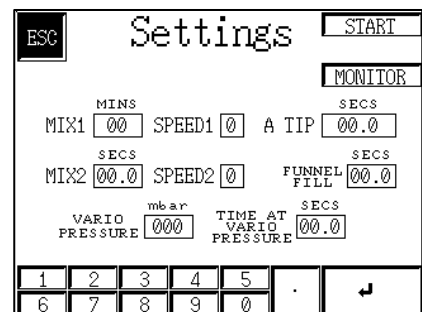 ESC Settings START
MONITOR
MINS SECS
MIX1 00 SPEED1 0 A TIP 00.0
SECS SECS
MIX2 00.0 SPEED2 0 FUNNEL FILL 00.0
mbar SECS
VARIO PRESSURE 000 TIME AT VARIO PRESSURE 00.0
1 2 3 4 5 . ↵
6 7 8 9 0